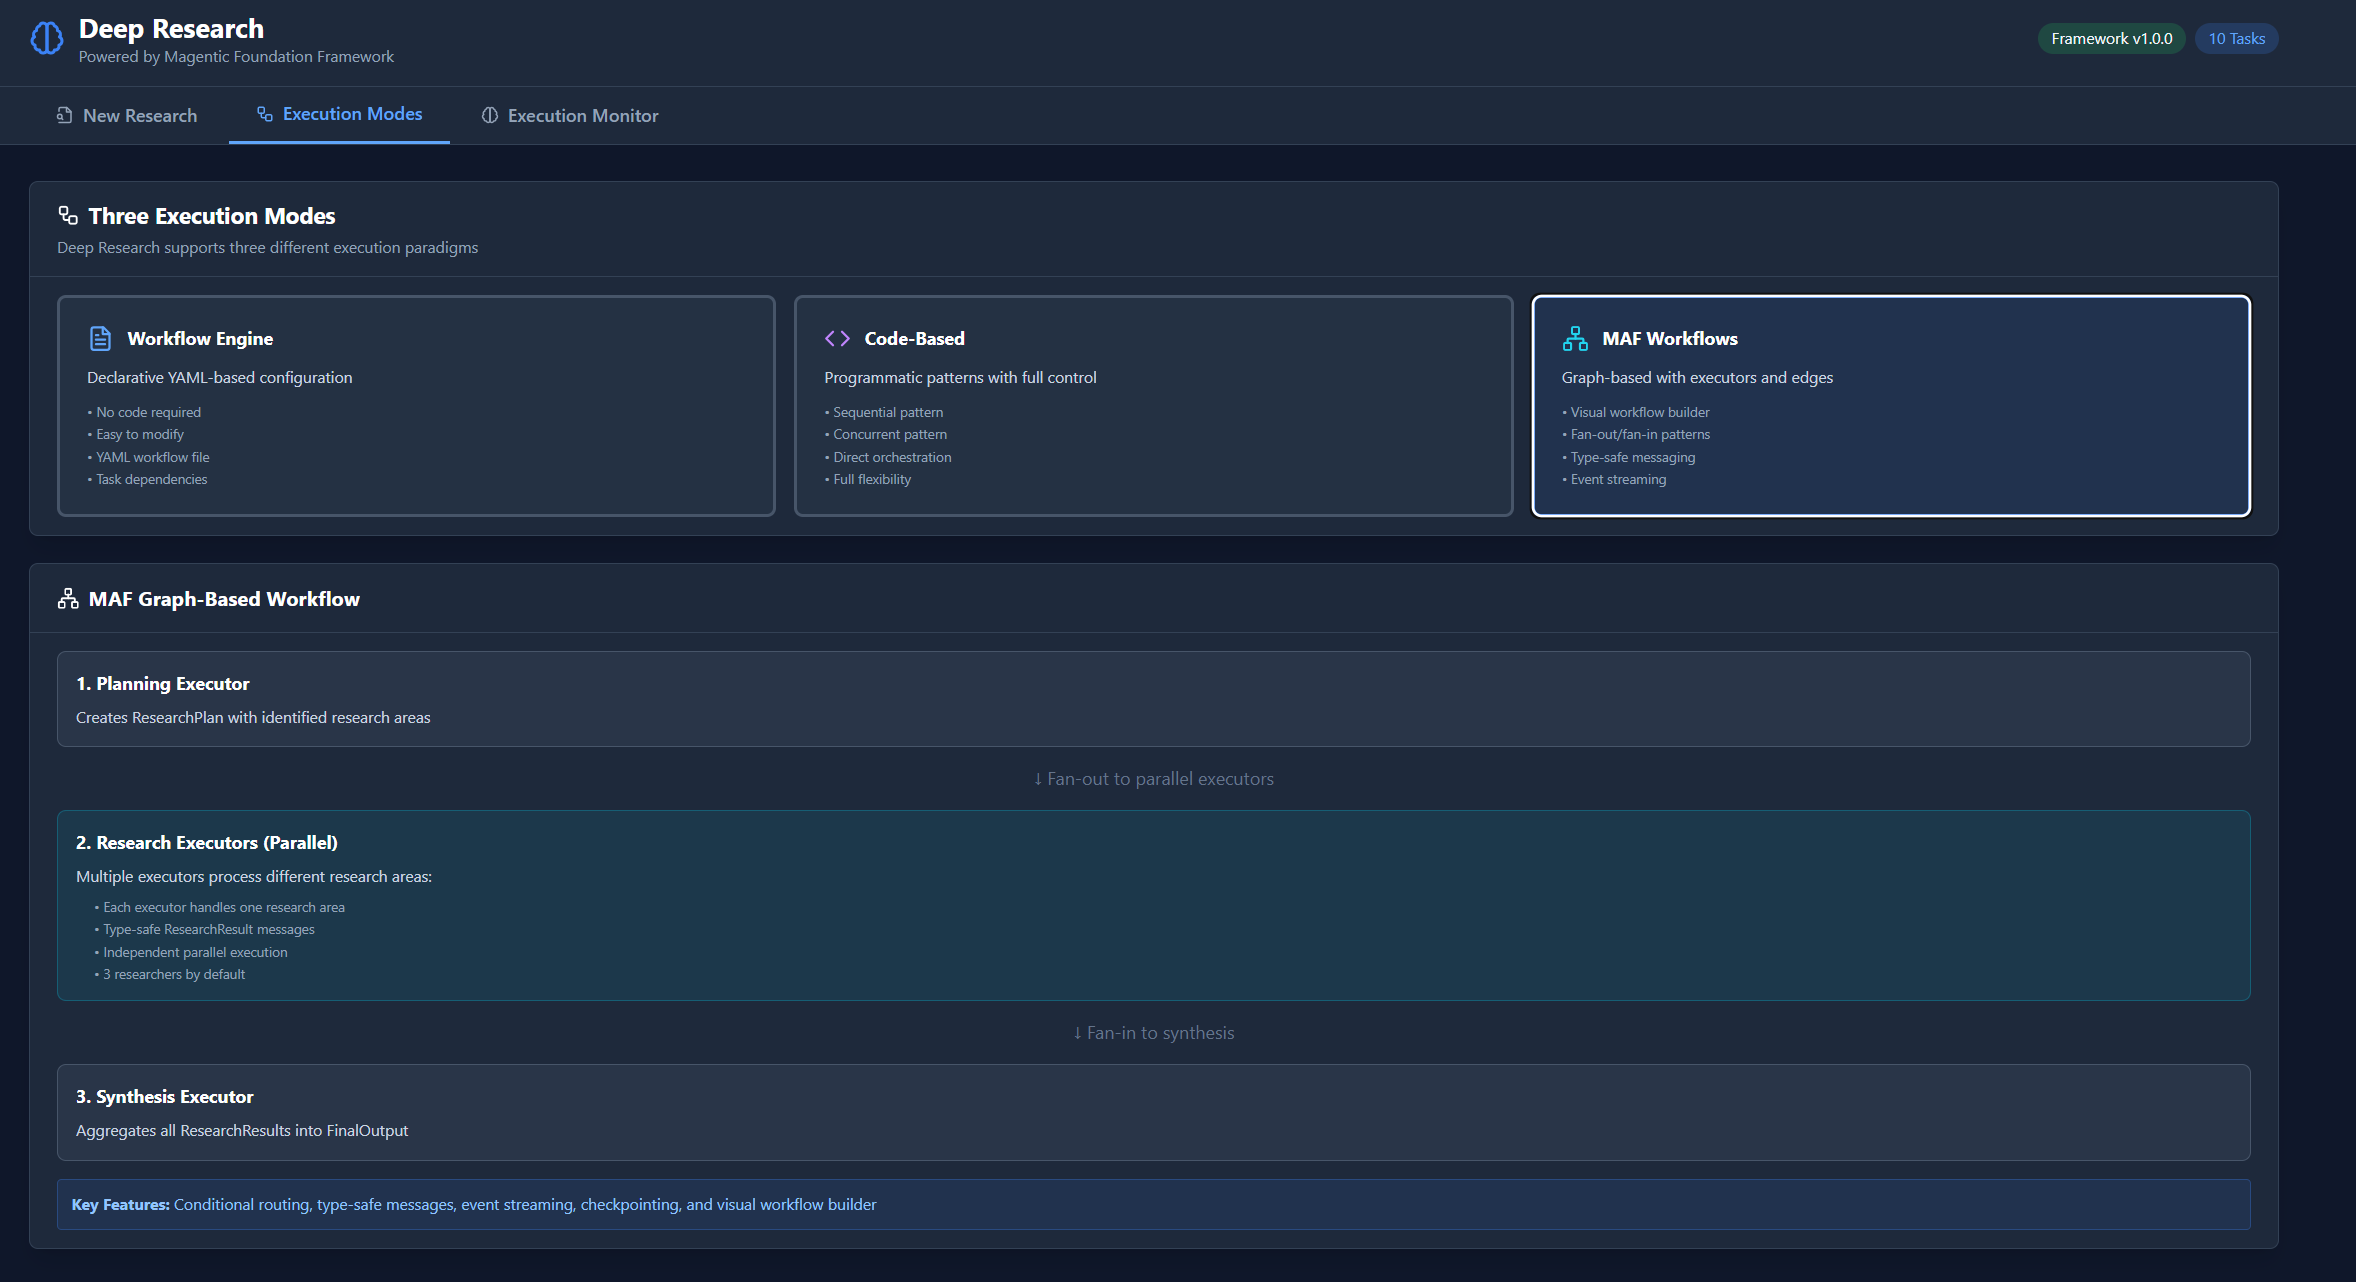 Deep Research
Powered by Magentic Foundation Framework
Framework v1.0.0
10 Tasks
New Research
Execution Modes
Execution Monitor
Three Execution Modes
Deep Research supports three different execution paradigms
Workflow Engine
Declarative YAML-based configuration
• No code required
• Easy to modify
• YAML workflow file
• Task dependencies
Code-Based
Programmatic patterns with full control
• Sequential pattern
• Concurrent pattern
• Direct orchestration
• Full flexibility
MAF Workflows
Graph-based with executors and edges
• Visual workflow builder
• Fan-out/fan-in patterns
• Type-safe messaging
• Event streaming
MAF Graph-Based Workflow
1. Planning Executor
Creates ResearchPlan with identified research areas
↓ Fan-out to parallel executors
2. Research Executors (Parallel)
Multiple executors process different research areas:
• Each executor handles one research area
• Type-safe ResearchResult messages
• Independent parallel execution
• 3 researchers by default
↓ Fan-in to synthesis
3. Synthesis Executor
Aggregates all ResearchResults into FinalOutput
Key Features: Conditional routing, type-safe messages, event streaming, checkpointing, and visual workflow builder